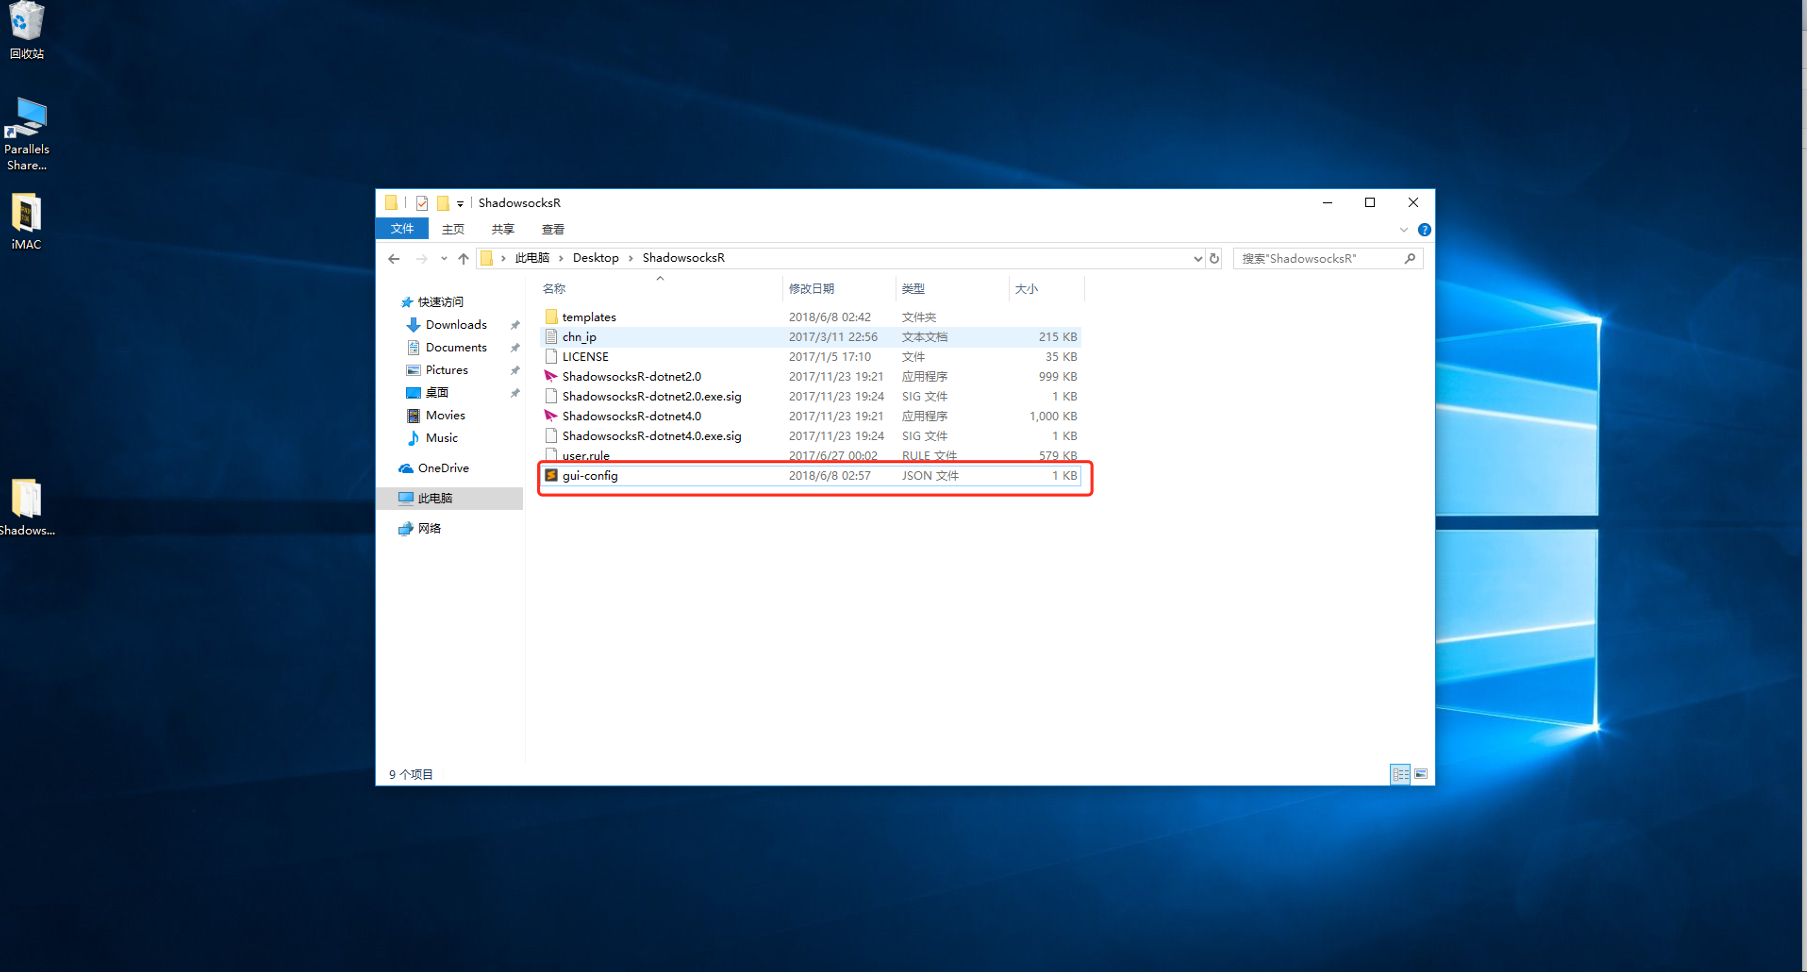 回收站
Parallels
Share...
iMAC
Shadows...
ShadowsocksR
文件 主页 共享 查看
此电脑 › Desktop › ShadowsocksR
搜索"ShadowsocksR"
快速访问
Downloads
Documents
Pictures
桌面
Movies
Music
OneDrive
此电脑
网络
名称 修改日期 类型 大小
templates 2018/6/8 02:42 文件夹
chn_ip 2017/3/11 22:56 文本文档 215 KB
LICENSE 2017/1/5 17:10 文件 35 KB
ShadowsocksR-dotnet2.0 2017/11/23 19:21 应用程序 999 KB
ShadowsocksR-dotnet2.0.exe.sig 2017/11/23 19:24 SIG 文件 1 KB
ShadowsocksR-dotnet4.0 2017/11/23 19:21 应用程序 1,000 KB
ShadowsocksR-dotnet4.0.exe.sig 2017/11/23 19:24 SIG 文件 1 KB
user.rule 2017/6/27 00:02 RULE 文件 579 KB
gui-config 2018/6/8 02:57 JSON 文件 1 KB
9 个项目